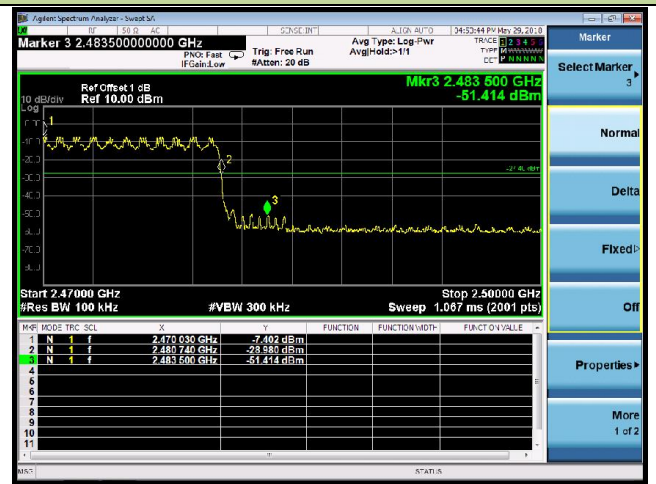 Agilent Spectrum Analyzer - Swept SA
RF 50 Ω AC SENSE:INT ALIGN AUTO 04:53:44 PM May 29, 2018
Marker 3 2.483500000000 GHz
PNO: Fast
IFGain:Low
Trig: Free Run
#Atten: 20 dB
Avg Type: Log-Pwr
Avg|Hold:>1/1
TRACE 1 2 3 4 5 6
TYPE
DET P N N N N N
Ref Offset 1 dB
10 dB/div Ref 10.00 dBm
Log
Mkr3 2.483 500 GHz
-51.414 dBm
1
2
3
Start 2.47000 GHz Stop 2.50000 GHz
#Res BW 100 kHz #VBW 300 kHz Sweep 1.067 ms (2001 pts)
MKR MODE TRC SCL X Y FUNCTION FUNCTION WIDTH FUNCTION VALUE
1 N 1 f 2.470 030 GHz -7.402 dBm
2 N 1 f 2.480 740 GHz -28.980 dBm
3 N 1 f 2.483 500 GHz -51.414 dBm
4
5
6
7
8
9
10
11
MSG STATUS
Marker
Select Marker
3
Normal
Delta
Fixed
Off
Properties
More
1 of 2